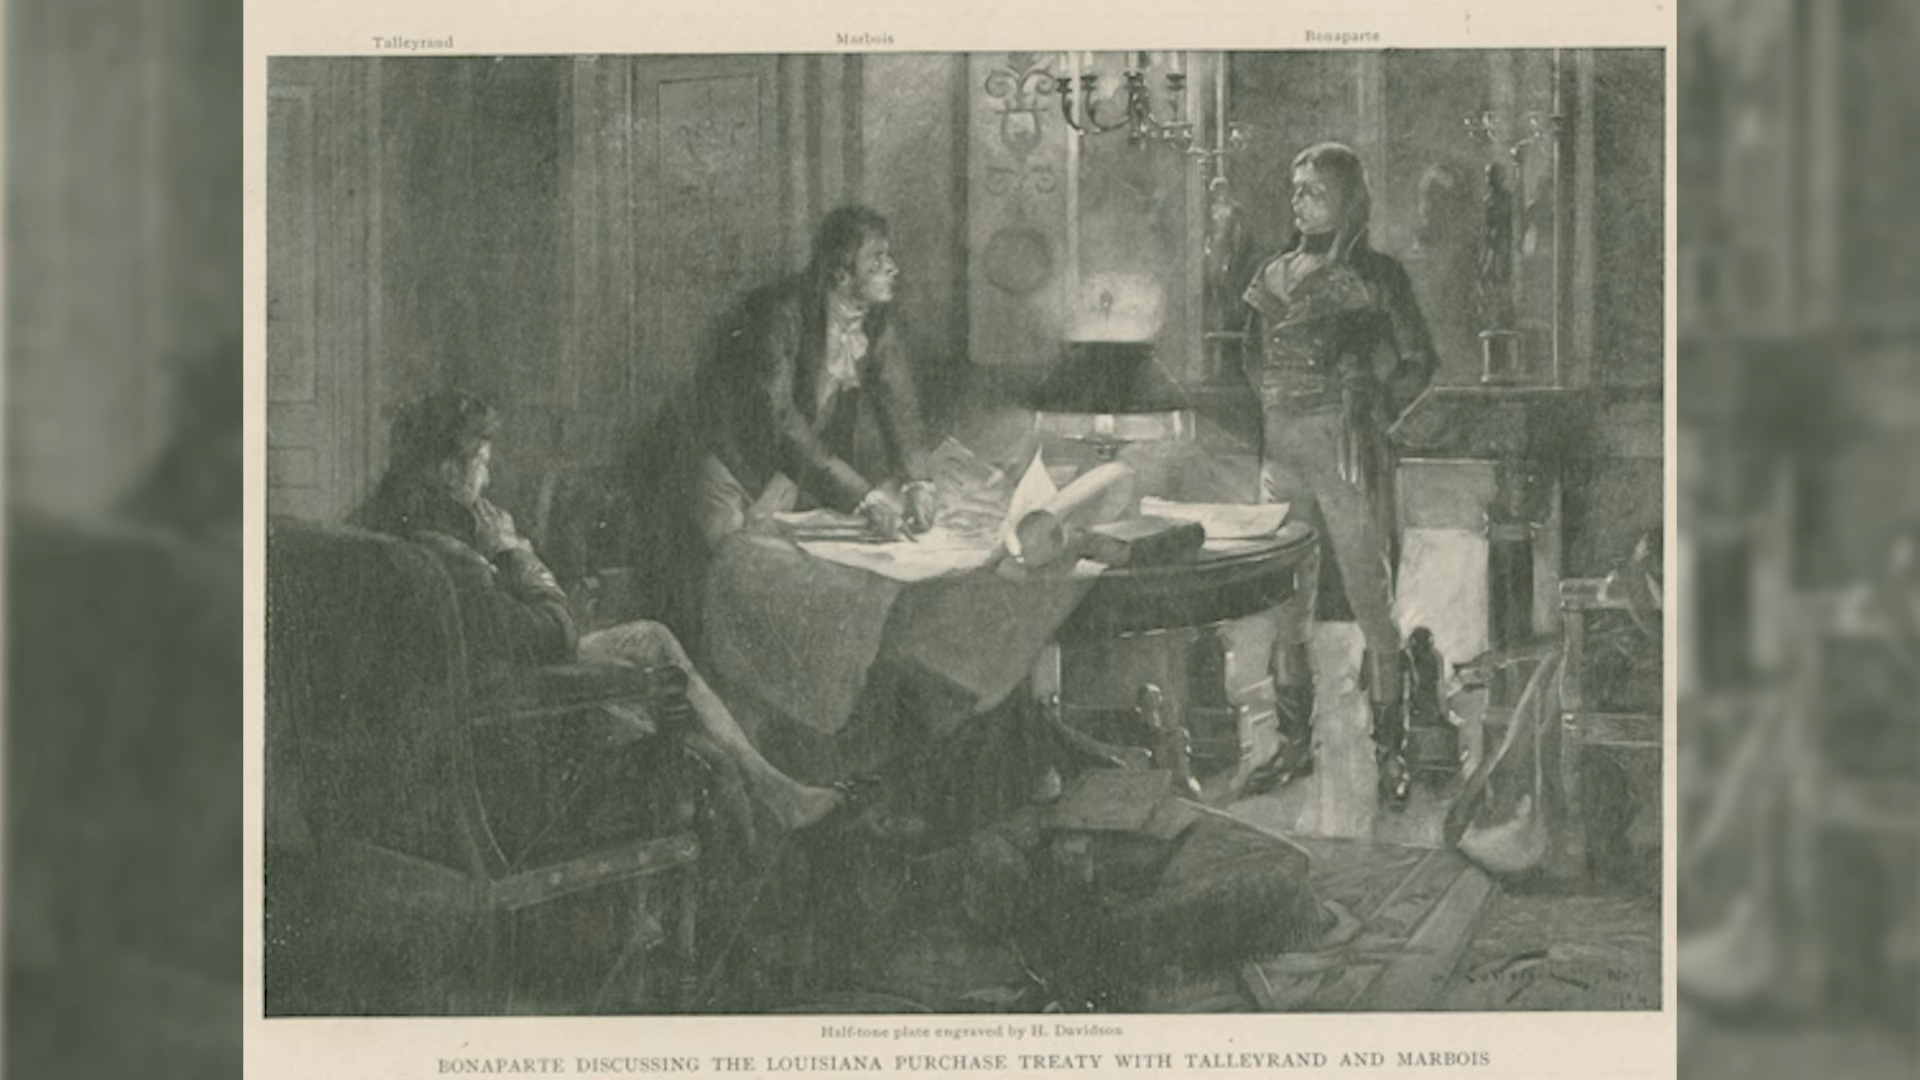 Talleyrand Marbois Bonaparte
Half-tone plate engraved by H. Davidson
BONAPARTE DISCUSSING THE LOUISIANA PURCHASE TREATY WITH TALLEYRAND AND MARBOIS